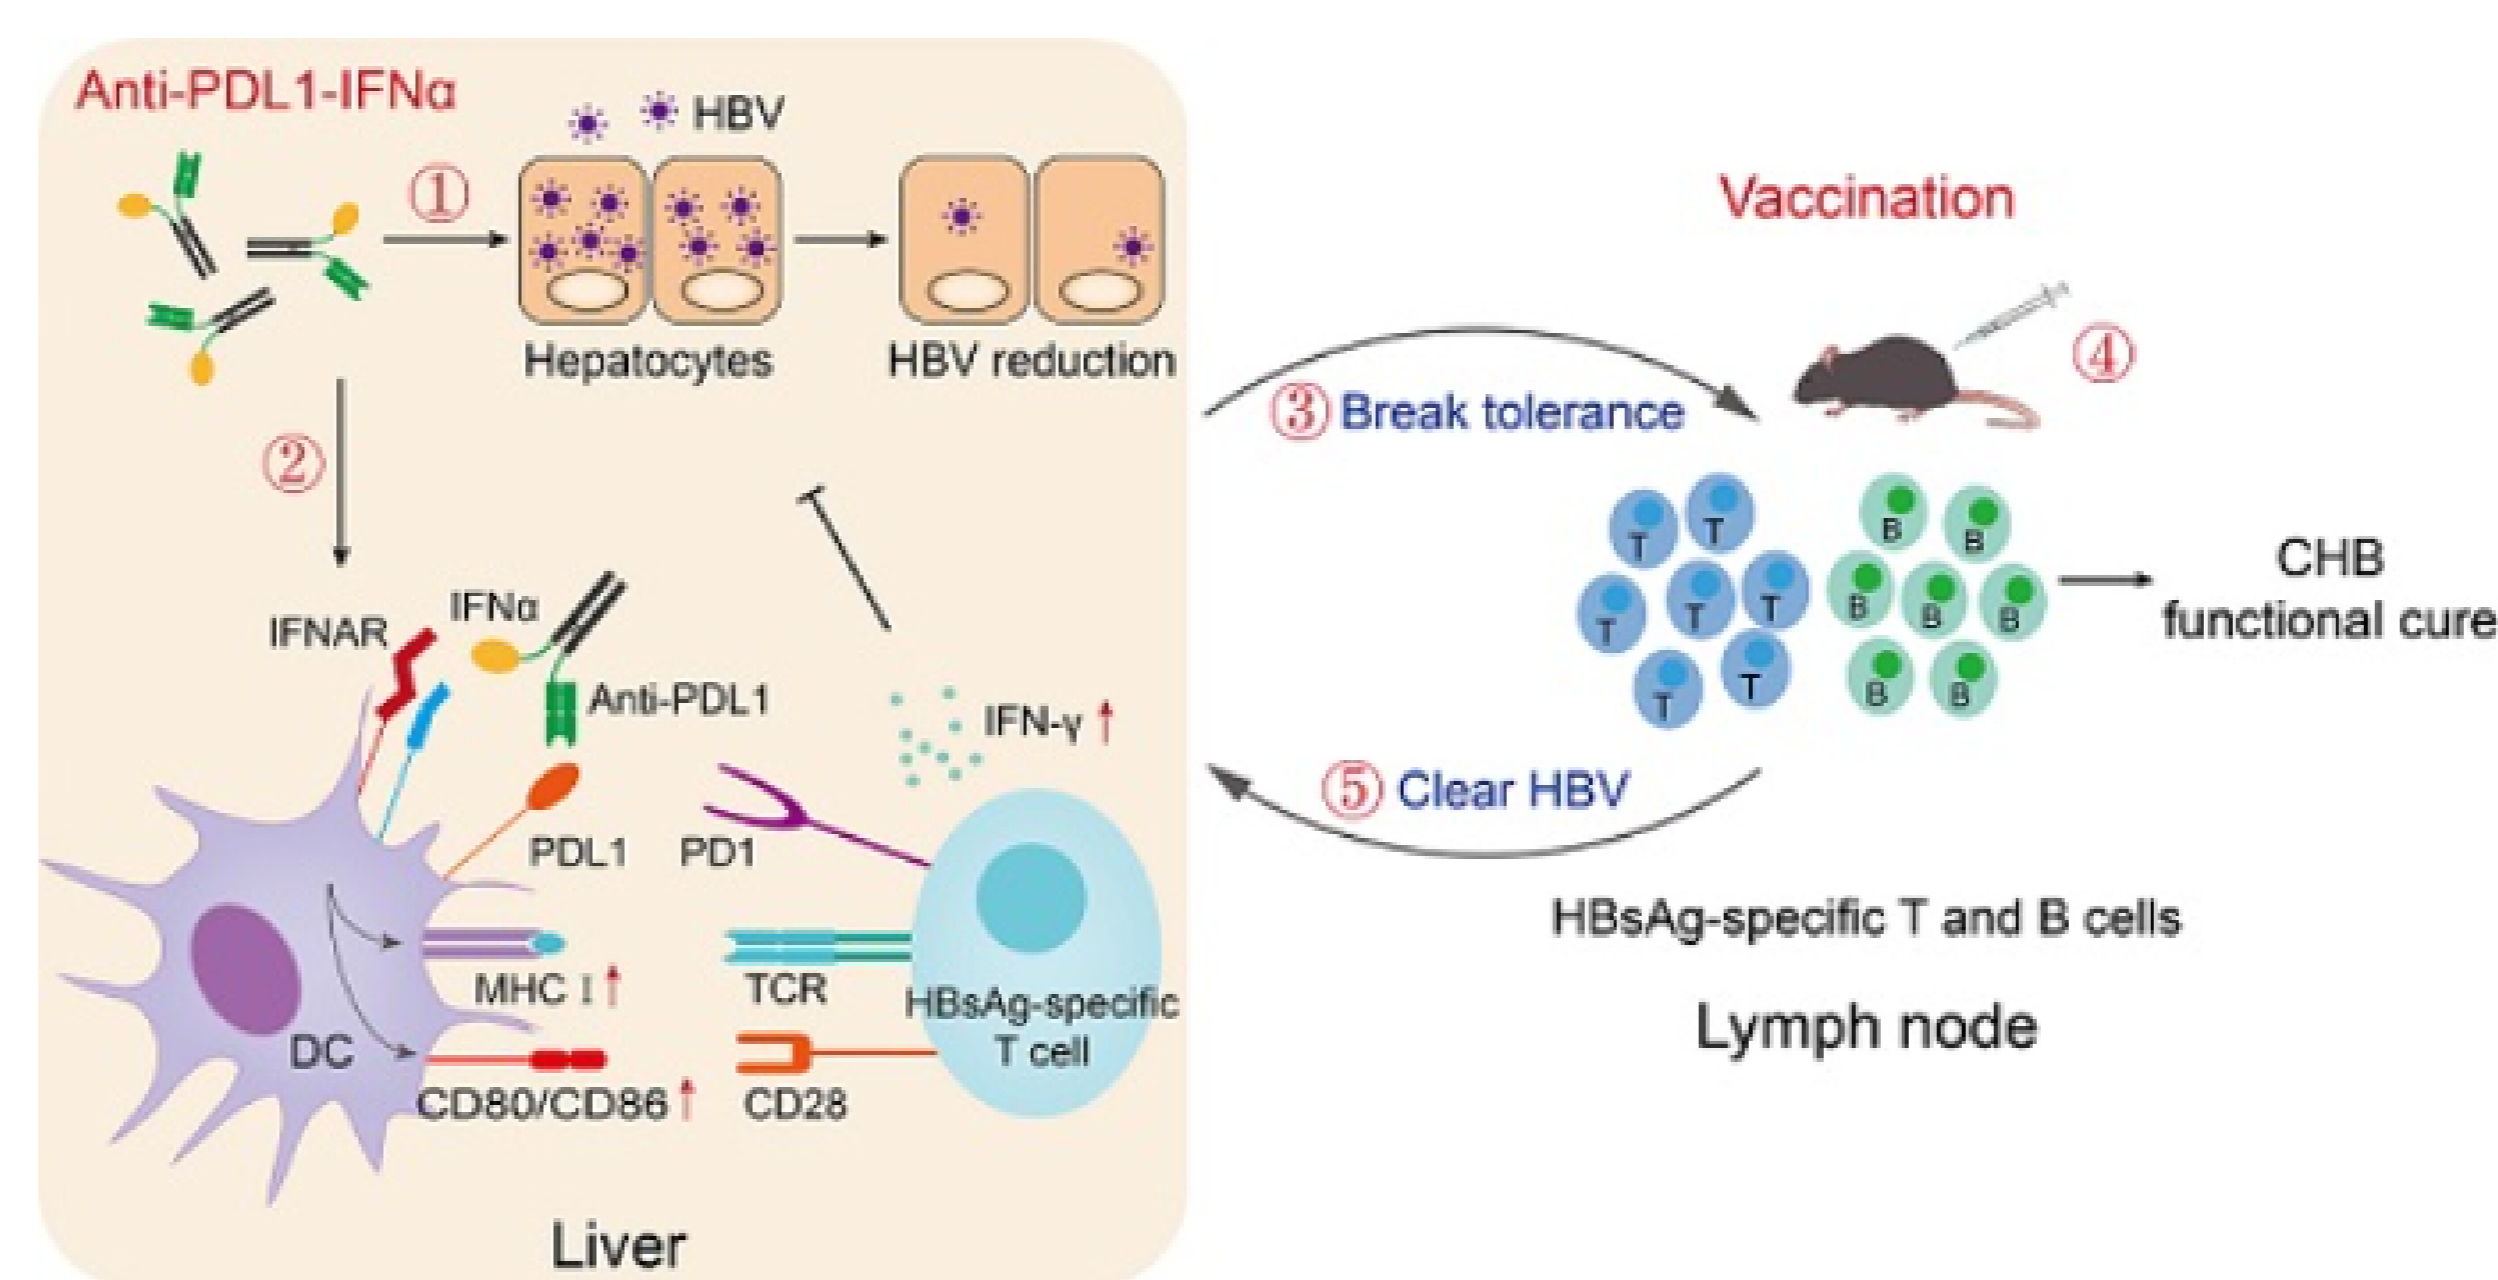 Anti-PDL1-IFNα
HBV
①
Hepatocytes
HBV reduction
②
IFNAR
IFNα
Anti-PDL1
IFN-γ↑
PDL1
PD1
MHC I↑
TCR
HBsAg-specific
T cell
DC
CD80/CD86↑
CD28
Liver
Vaccination
④
③ Break tolerance
T
T
T
T
T
T
T
B
B
B
B
B
B
B
CHB
functional cure
⑤ Clear HBV
HBsAg-specific T and B cells
Lymph node